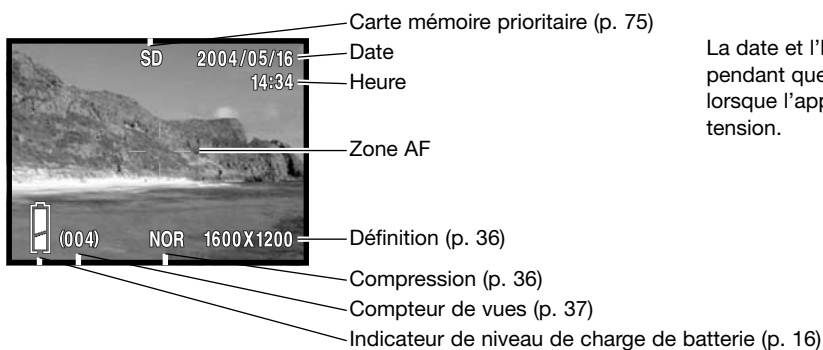 Carte mémoire prioritaire (p. 75)
SD 2004/05/16
Date
14:34
Heure
Zone AF
(004) NOR 1600X1200
Définition (p. 36)
Compression (p. 36)
Compteur de vues (p. 37)
Indicateur de niveau de charge de batterie (p. 16)
La date et l'
pendant que
lorsque l'app
tension.